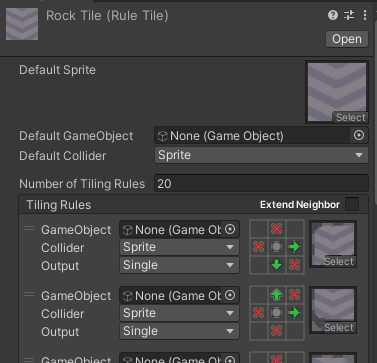 Rock Tile (Rule Tile)
Open
Default Sprite
Select
Default GameObject None (Game Object)
Default Collider Sprite
Number of Tiling Rules 20
Tiling Rules Extend Neighbor
GameObject None (Game Ob
Collider Sprite
Output Single
Select
GameObject None (Game Ob
Collider Sprite
Output Single
Select
GameObject None (Game Ob